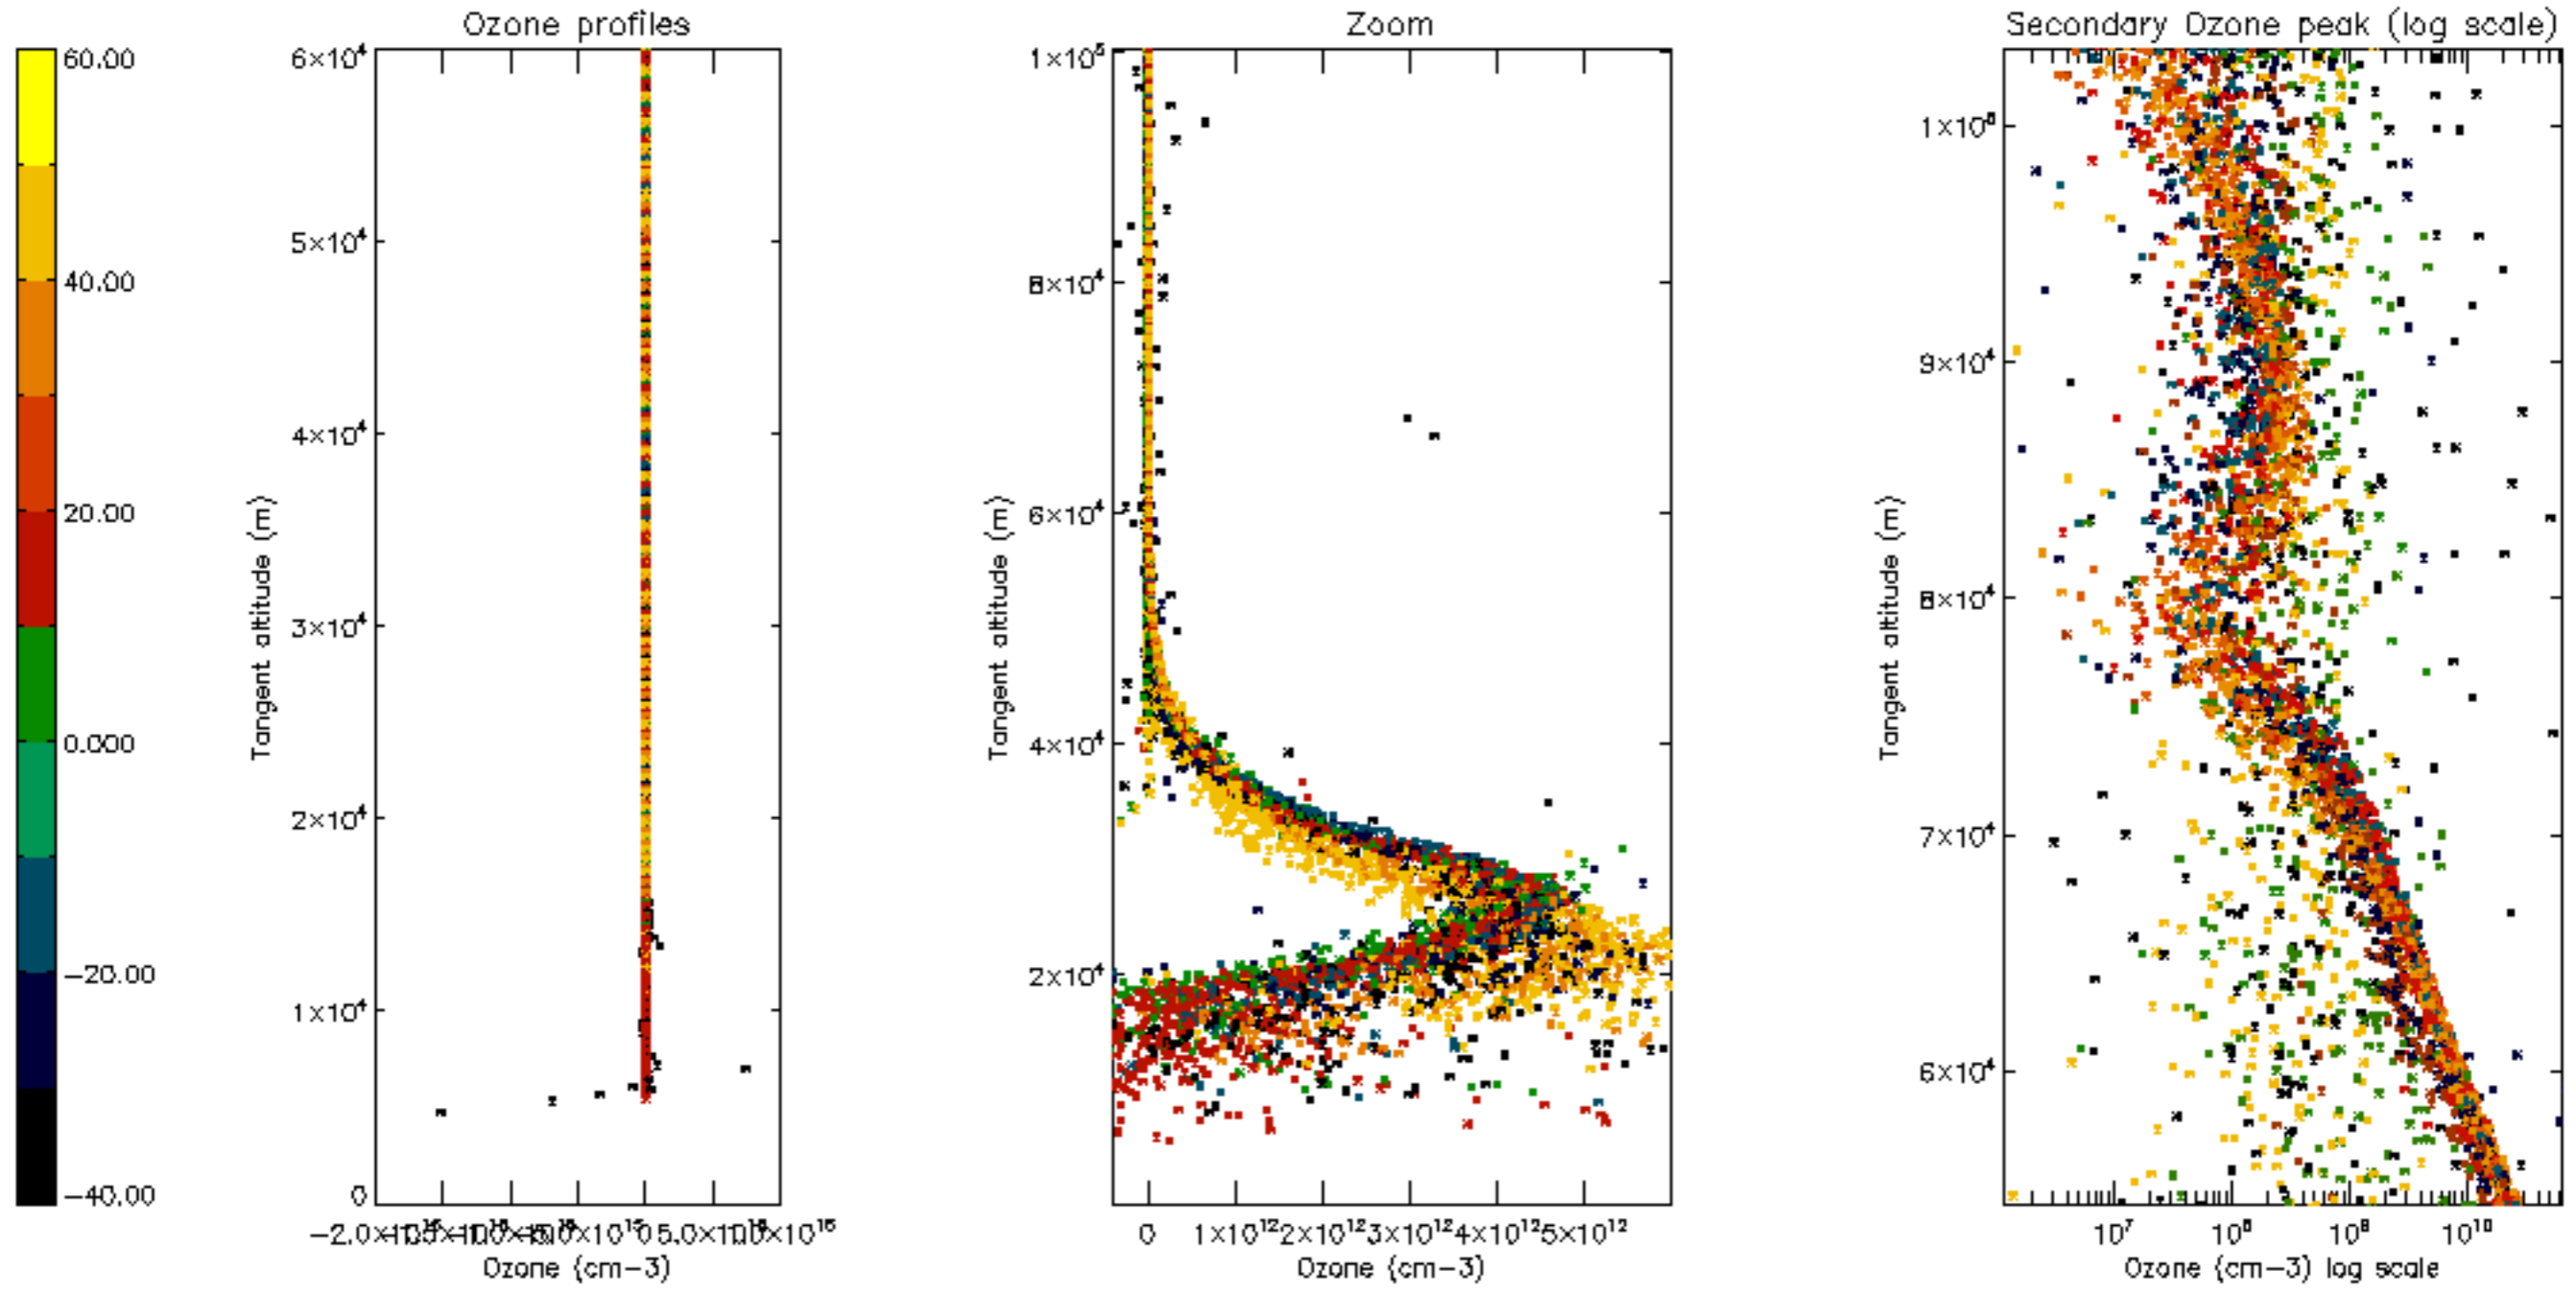 Ozone profiles
Zoom
Secondary Ozone peak (log scale)
60.00
40.00
20.00
0.000
−20.00
−40.00
6×10⁴
5×10⁴
4×10⁴
3×10⁴
2×10⁴
1×10⁴
0
Tangent altitude (m)
Ozone (cm−3)
1×10⁵
8×10⁴
6×10⁴
4×10⁴
2×10⁴
Tangent altitude (m)
0 1×10¹² 2×10¹² 3×10¹² 4×10¹² 5×10¹²
Ozone (cm−3)
9×10⁴
8×10⁴
7×10⁴
6×10⁴
Tangent altitude (m)
10⁷ 10⁸ 10⁹ 10¹⁰
Ozone (cm−3) log scale